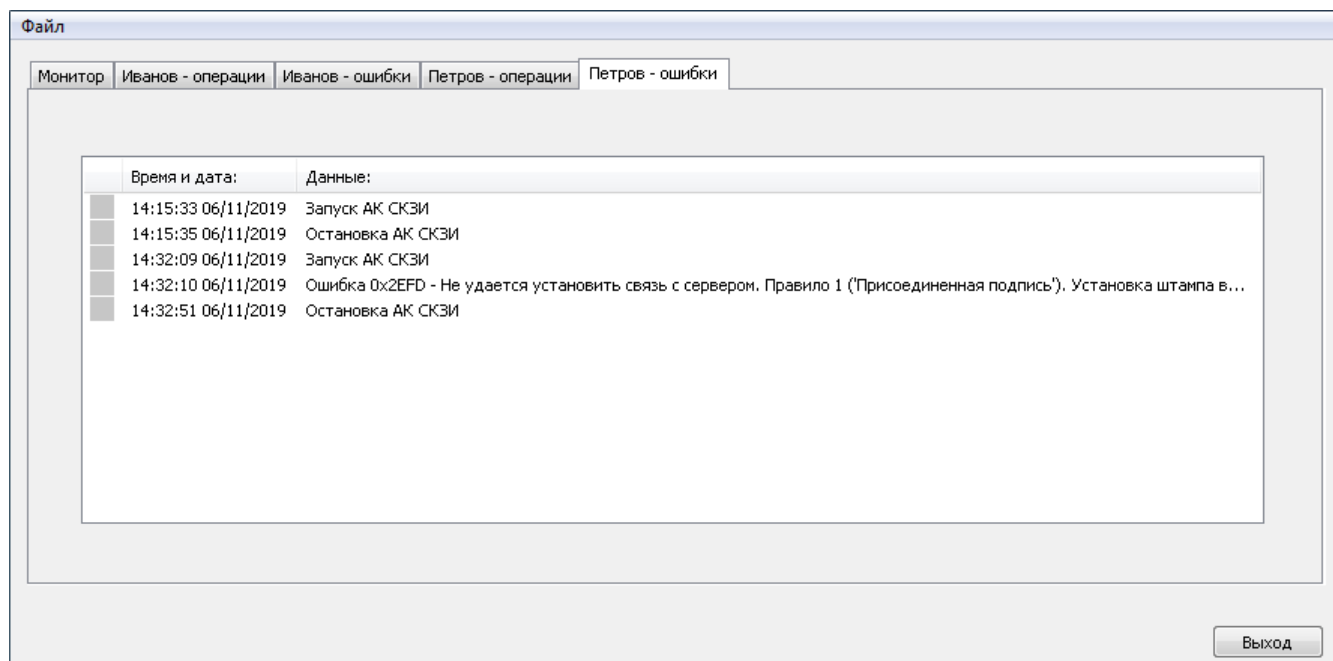 Файл
Монитор Иванов - операции Иванов - ошибки Петров - операции Петров - ошибки
Время и дата: Данные:
14:15:33 06/11/2019 Запуск АК СКЗИ
14:15:35 06/11/2019 Остановка АК СКЗИ
14:32:09 06/11/2019 Запуск АК СКЗИ
14:32:10 06/11/2019 Ошибка 0x2EFD - Не удается установить связь с сервером. Правило 1 ('Присоединенная подпись'). Установка штампа в...
14:32:51 06/11/2019 Остановка АК СКЗИ
Выход